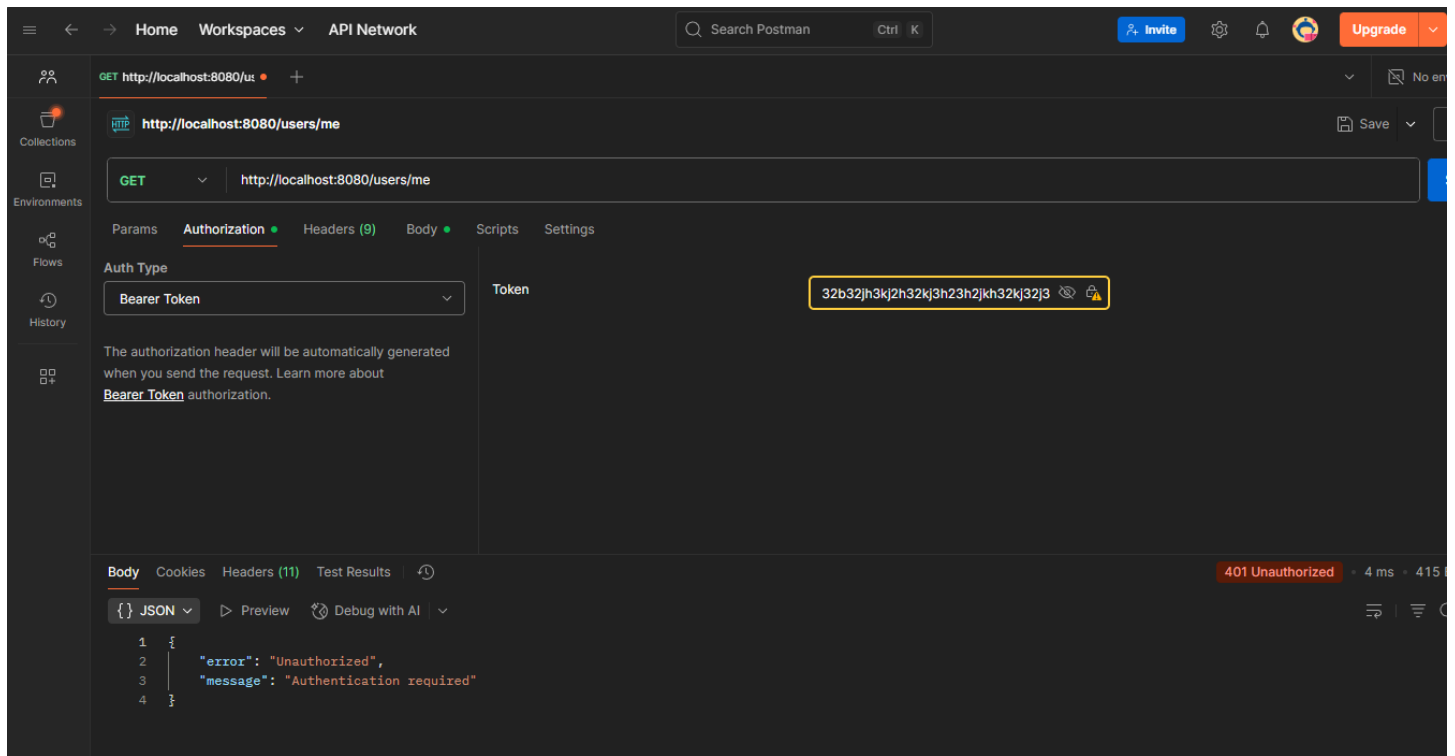 Home Workspaces API Network Search Postman Ctrl K Invite Upgrade
GET http://localhost:8080/us No en
HTTP http://localhost:8080/users/me Save
Collections
GET http://localhost:8080/users/me
Environments
Params Authorization Headers (9) Body Scripts Settings
Flows
Auth Type
Bearer Token
Token 32b32jh3kj2h32kj3h23h2jkh32kj32j3
History
The authorization header will be automatically generated
when you send the request. Learn more about
Bearer Token authorization.
Body Cookies Headers (11) Test Results 401 Unauthorized 4 ms 415
{} JSON Preview Debug with AI
1 {
2 "error": "Unauthorized",
3 "message": "Authentication required"
4 }